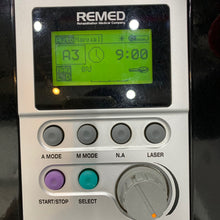 REMED
Rehabilitation Medical Company
A3 9:00
A MODE M MODE N.A LASER
START/STOP SELECT